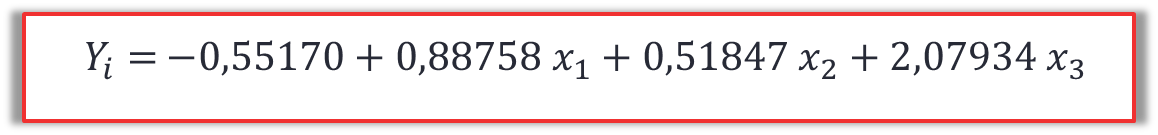 Yᵢ = −0,55170 + 0,88758 x₁ + 0,51847 x₂ + 2,07934 x₃